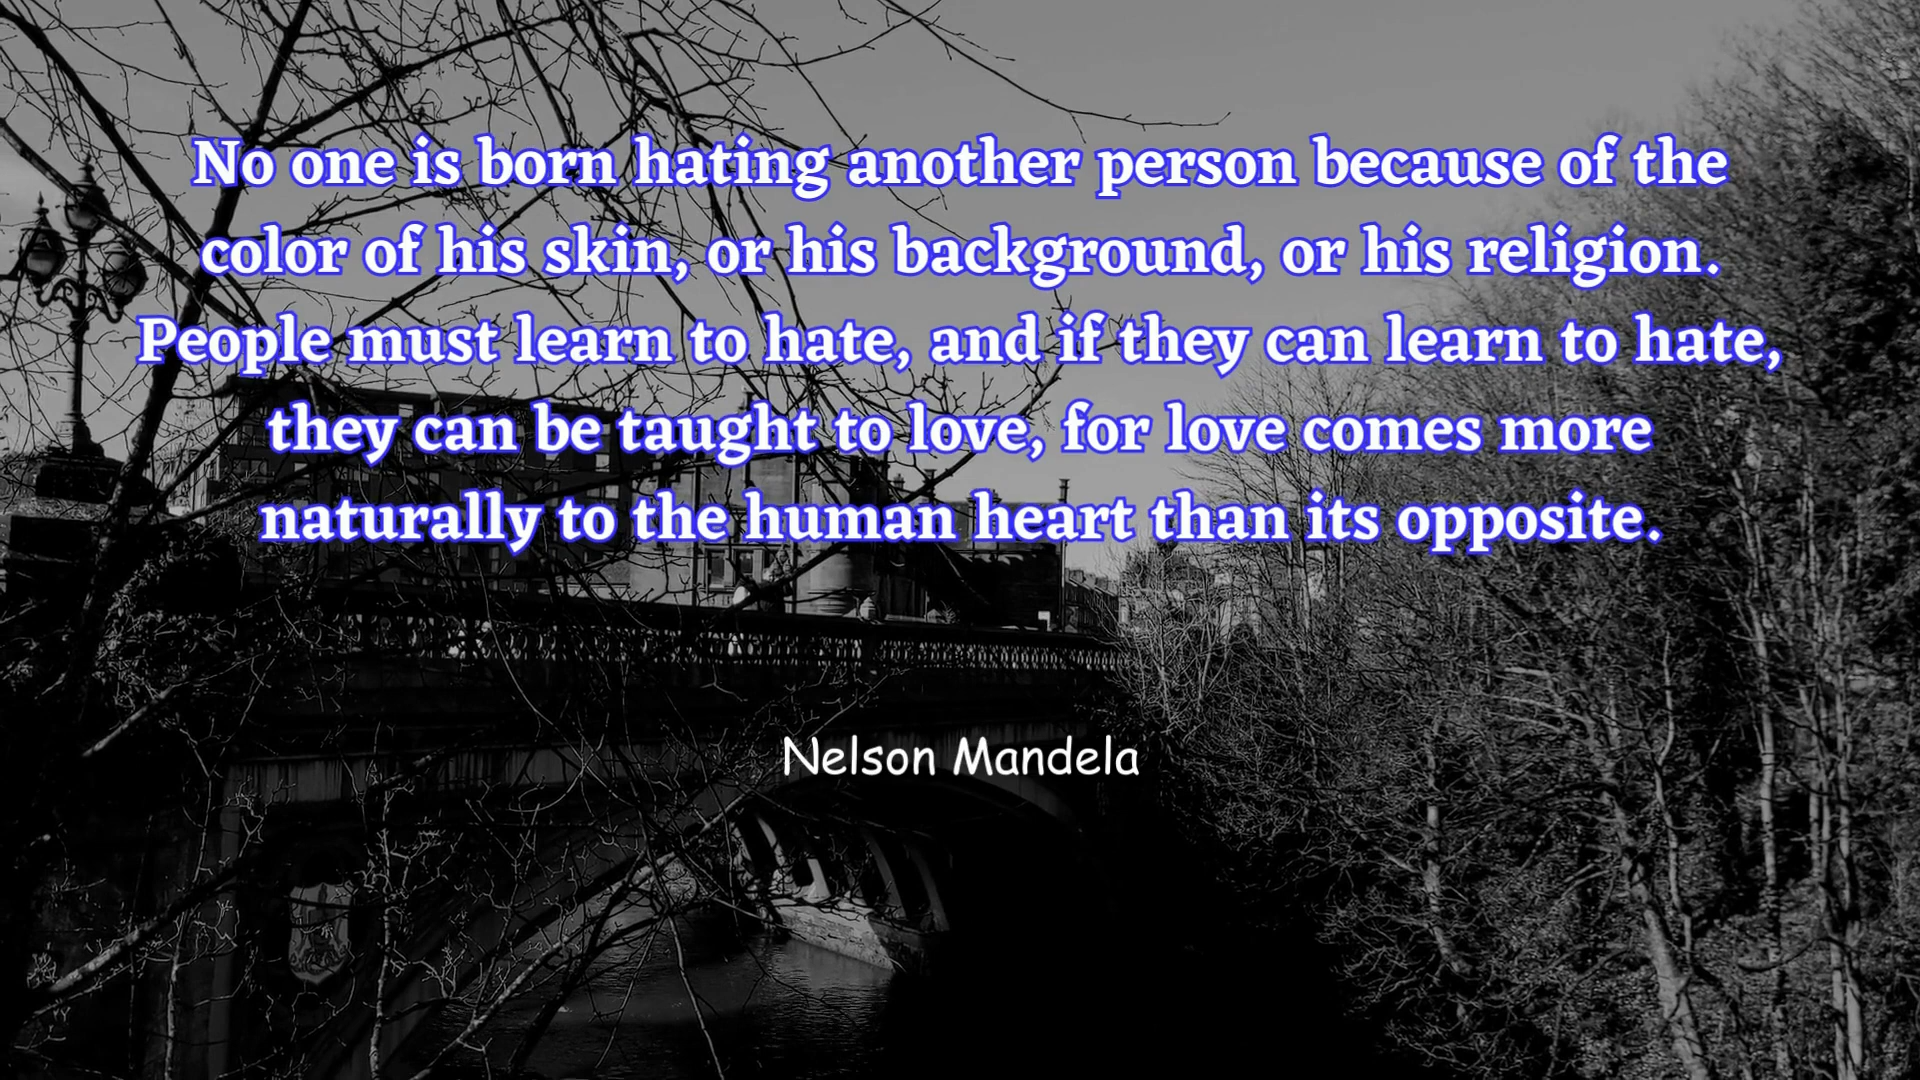 No one is born hating another person because of the
color of his skin, or his background, or his religion.
People must learn to hate, and if they can learn to hate,
they can be taught to love, for love comes more
naturally to the human heart than its opposite.
Nelson Mandela